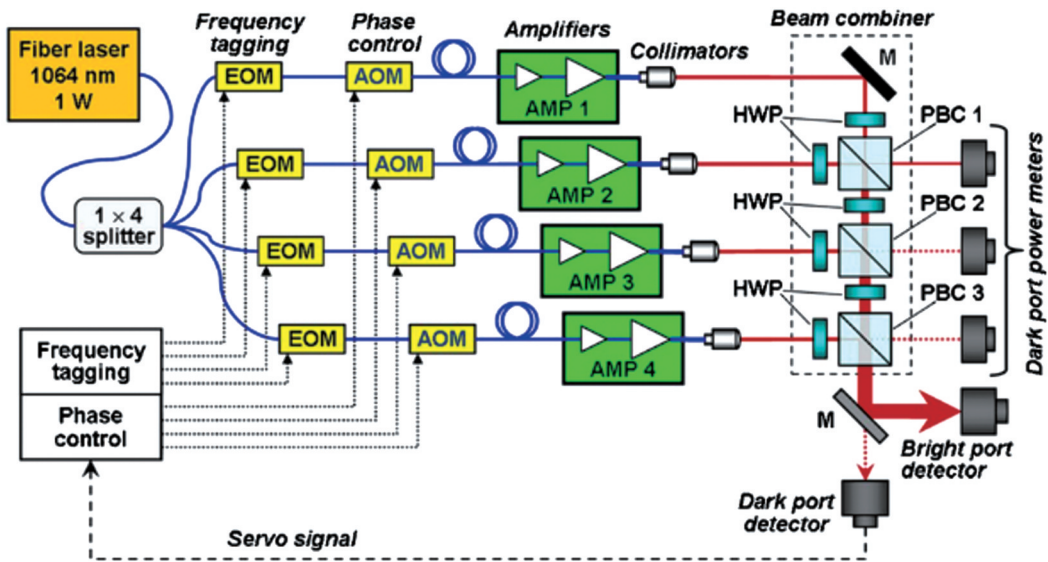 Frequency
tagging
Phase
control
Amplifiers
Collimators
Beam combiner
Fiber laser
1064 nm
1 W
EOM
AOM
AMP 1
M
HWP
PBC 1
EOM
AOM
AMP 2
HWP
PBC 2
1 × 4
splitter
EOM
AOM
AMP 3
HWP
PBC 3
EOM
AOM
AMP 4
Dark port power meters
Frequency
tagging
Phase
control
M
Bright port
detector
Dark port
detector
Servo signal